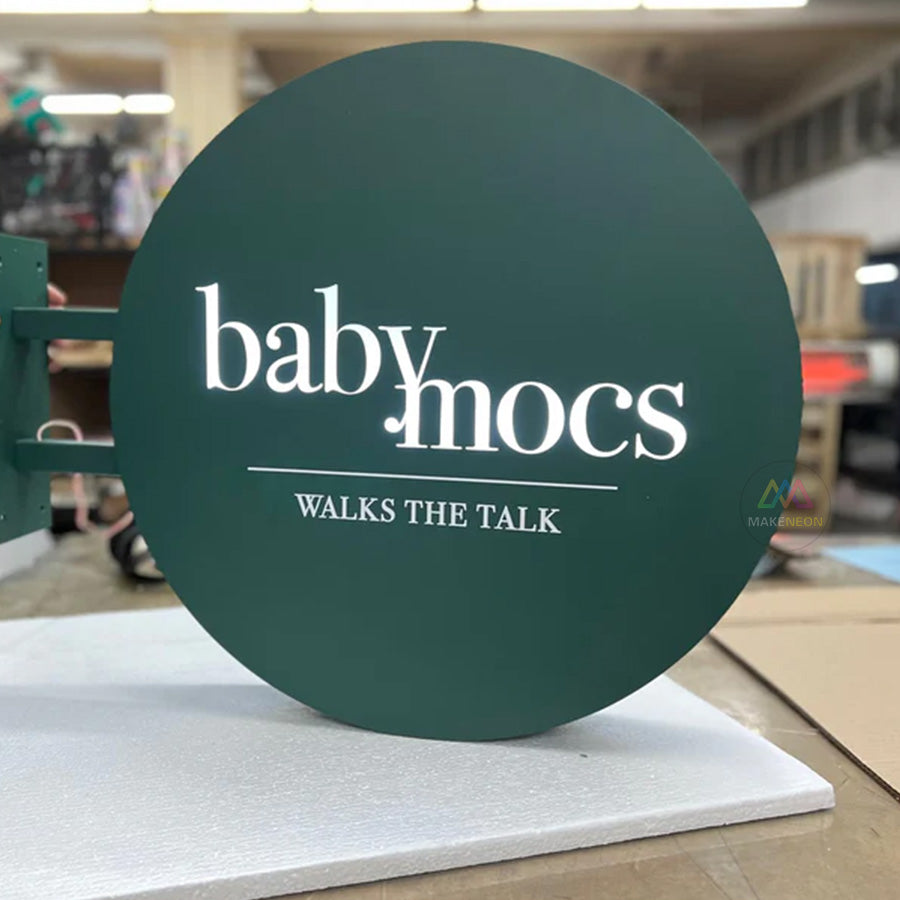 baby
mocs
WALKS THE TALK
MAKENEON